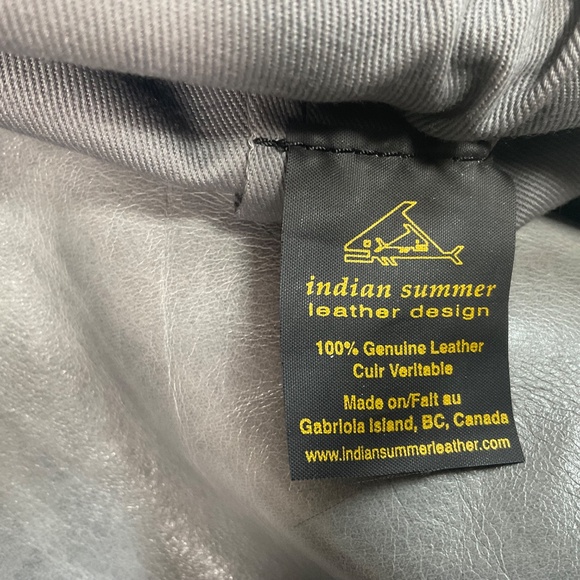 indian summer
leather design
100% Genuine Leather
Cuir Veritable
Made on/Fait au
Gabriola Island, BC, Canada
www.indiansummerleather.com